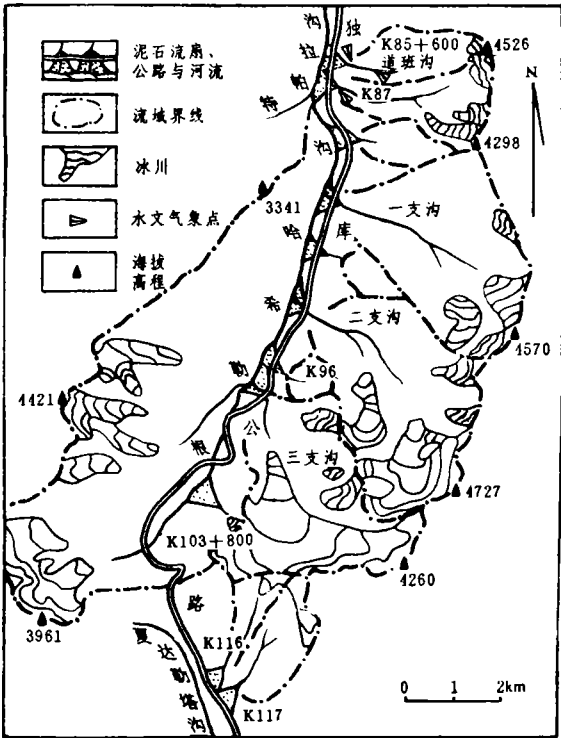 泥石流扇、
公路与河流
流域界线
冰川
水文气象点
海拔
高程
独
库
公
路
沟
拉
帕
特
沟
哈
希
勒
根
K85+600
道班沟
4526
N
K87
4298
3341
一支沟
二支沟
4570
K96
4421
三支沟
4727
K103+800
4260
3961
K116
夏达勒塔沟
K117
0 1 2km